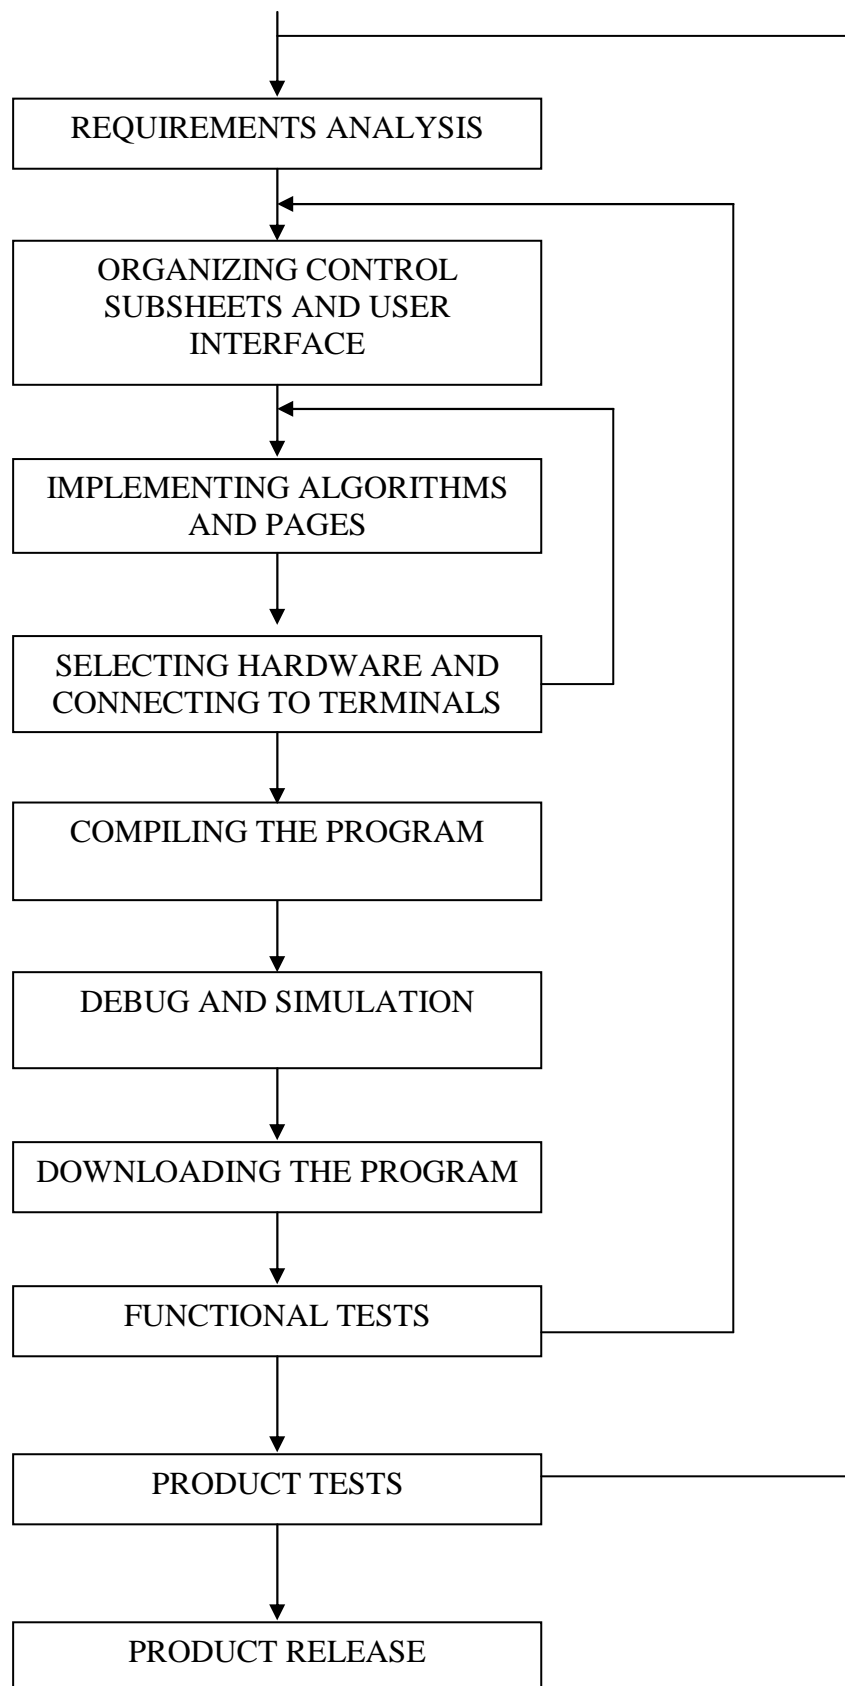 REQUIREMENTS ANALYSIS
ORGANIZING CONTROL
SUBSHEETS AND USER
INTERFACE
IMPLEMENTING ALGORITHMS
AND PAGES
SELECTING HARDWARE AND
CONNECTING TO TERMINALS
COMPILING THE PROGRAM
DEBUG AND SIMULATION
DOWNLOADING THE PROGRAM
FUNCTIONAL TESTS
PRODUCT TESTS
PRODUCT RELEASE